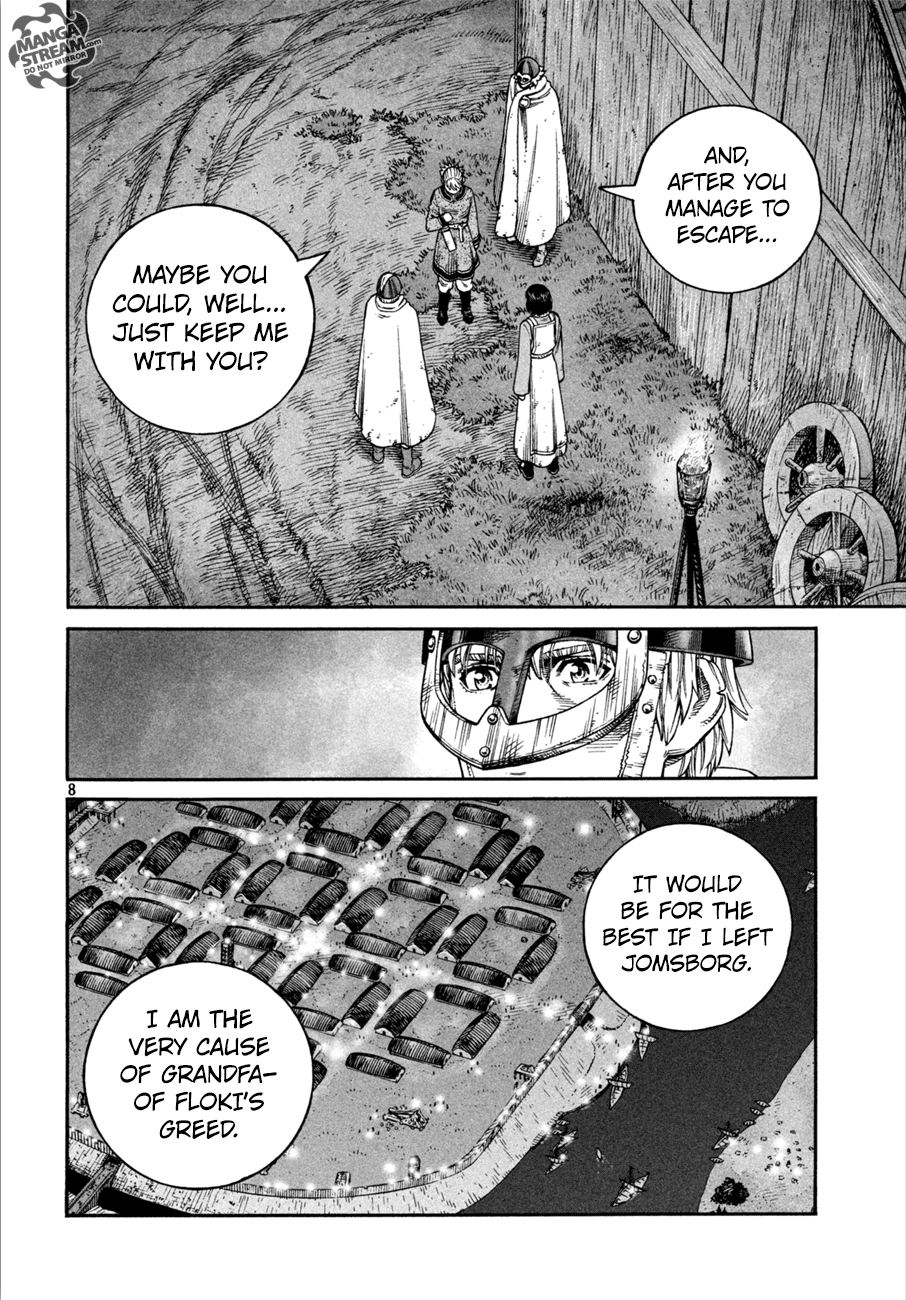 MANGA
STREAM.com
DO NOT MIRROR
AND,
AFTER YOU
MANAGE TO
ESCAPE...
MAYBE YOU
COULD, WELL...
JUST KEEP ME
WITH YOU?
8
IT WOULD
BE FOR THE
BEST IF I LEFT
JOMSBORG.
I AM THE
VERY CAUSE
OF GRANDFA–
OF FLOKI'S
GREED.